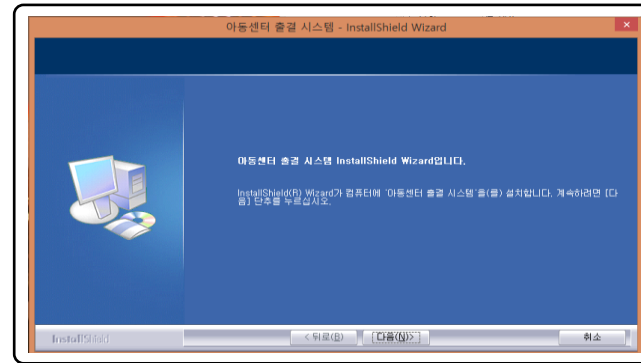 아동센터 출결 시스템 - InstallShield Wizard
아동센터 출결 시스템 InstallShield Wizard입니다.
InstallShield(R) Wizard가 컴퓨터에 '아동센터 출결 시스템'을(를) 설치합니다. 계속하려면 [다
음] 단추를 누르십시오.
InstallShield
< 뒤로(B) 다음(N)> 취소